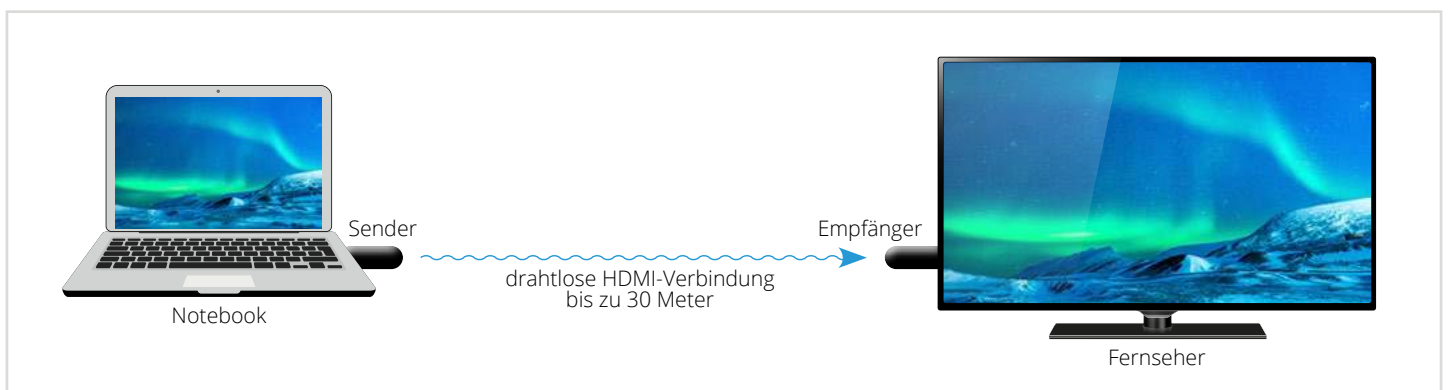 Sender
Empfänger
drahtlose HDMI-Verbindung
bis zu 30 Meter
Notebook
Fernseher